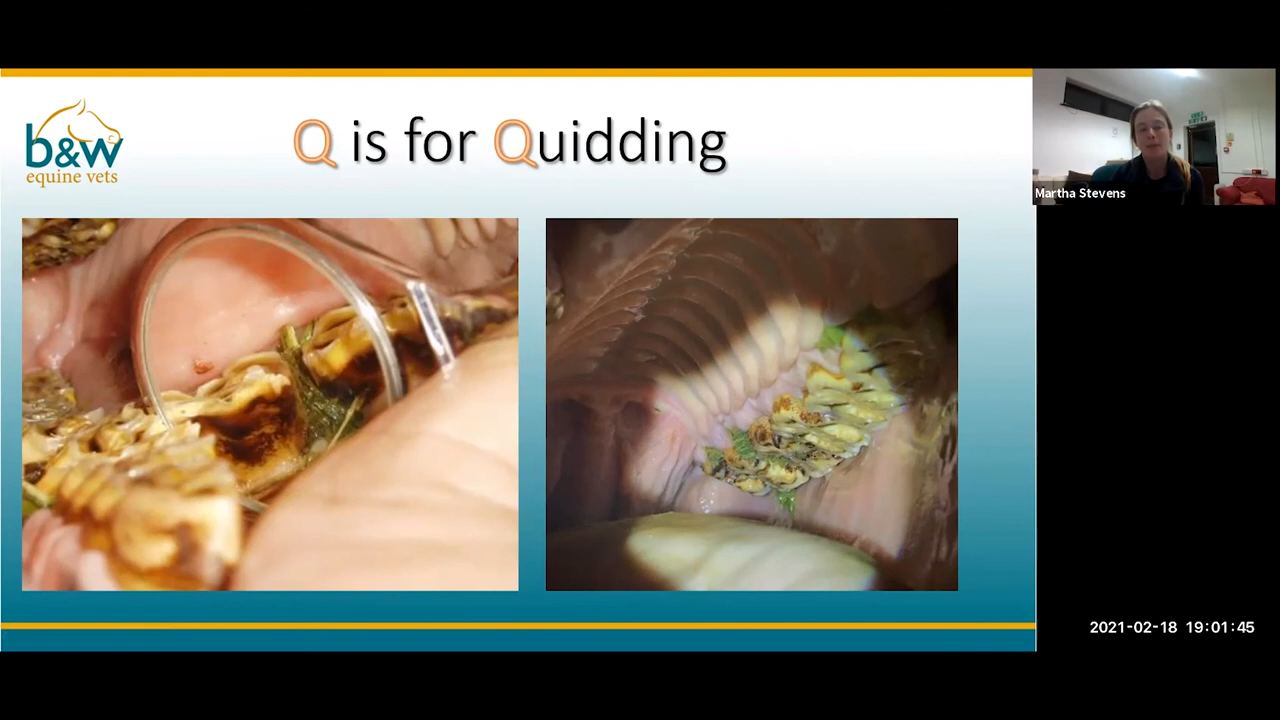 b&w
equine vets
Q is for Quidding
Martha Stevens
2021-02-18 19:01:45